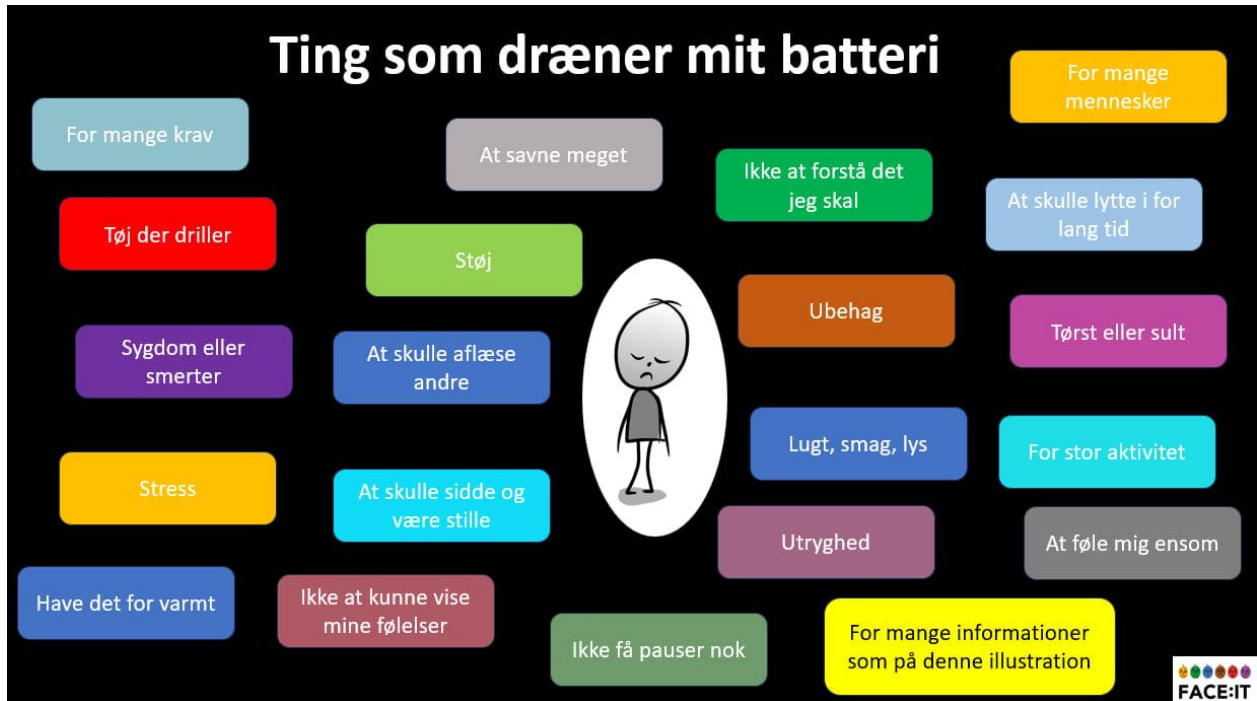 Ting som dræner mit batteri
For mange
mennesker
For mange krav
At savne meget
Ikke at forstå det
jeg skal
At skulle lytte i for
lang tid
Tøj der driller
Støj
Ubehag
Tørst eller sult
Sygdom eller
smerter
At skulle aflæse
andre
Lugt, smag, lys
For stor aktivitet
Stress
At skulle sidde og
være stille
Utryghed
At føle mig ensom
Have det for varmt
Ikke at kunne vise
mine følelser
Ikke få pauser nok
For mange informationer
som på denne illustration
FACE:IT